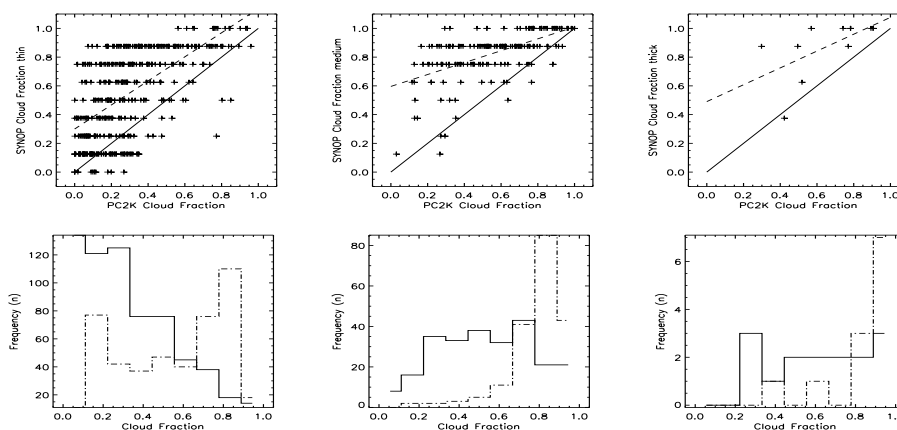 SYNOP Cloud Fraction thin
1.0
0.8
0.6
0.4
0.2
0.0
0.0 0.2 0.4 0.6 0.8 1.0
PC2K Cloud Fraction
SYNOP Cloud Fraction medium
1.0
0.8
0.6
0.4
0.2
0.0
0.0 0.2 0.4 0.6 0.8 1.0
PC2K Cloud Fraction
SYNOP Cloud Fraction thick
1.0
0.8
0.6
0.4
0.2
0.0
0.0 0.2 0.4 0.6 0.8 1.0
PC2K Cloud Fraction
Frequency (n)
120
100
80
60
40
20
0.0 0.2 0.4 0.6 0.8 1.0
Cloud Fraction
Frequency (n)
80
60
40
20
0
0.0 0.2 0.4 0.6 0.8 1.0
Cloud Fraction
Frequency (n)
6
4
2
0
0.0 0.2 0.4 0.6 0.8 1.0
Cloud Fraction